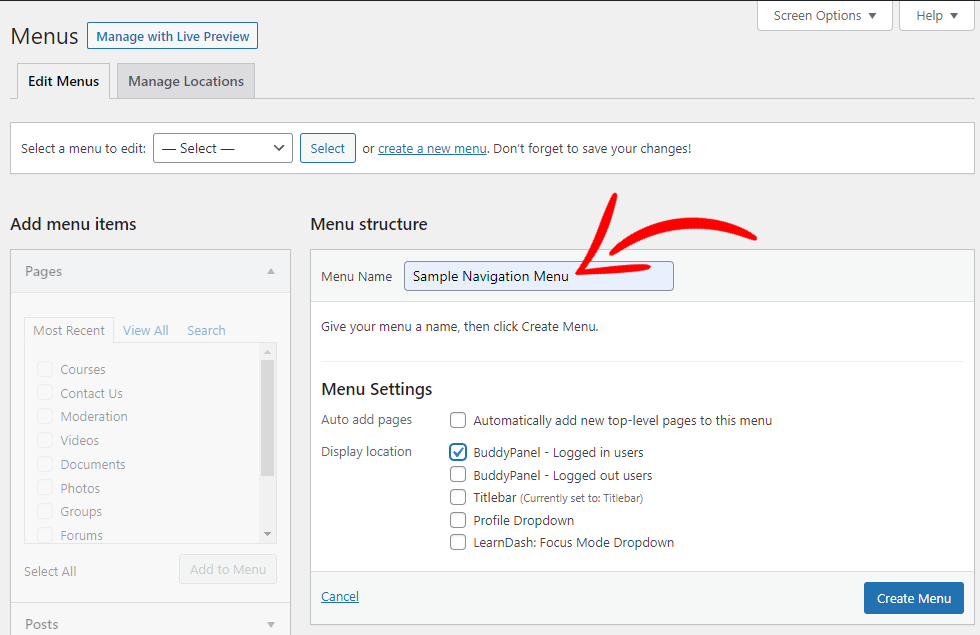 Screen Options
Help
Menus
Manage with Live Preview
Edit Menus
Manage Locations
Select a menu to edit: — Select — Select or create a new menu. Don't forget to save your changes!
Add menu items
Pages
Most Recent View All Search
Courses
Contact Us
Moderation
Videos
Documents
Photos
Groups
Forums
Select All
Add to Menu
Posts
Menu structure
Menu Name Sample Navigation Menu
Give your menu a name, then click Create Menu.
Menu Settings
Auto add pages Automatically add new top-level pages to this menu
Display location BuddyPanel - Logged in users
BuddyPanel - Logged out users
Titlebar (Currently set to: Titlebar)
Profile Dropdown
LearnDash: Focus Mode Dropdown
Cancel
Create Menu